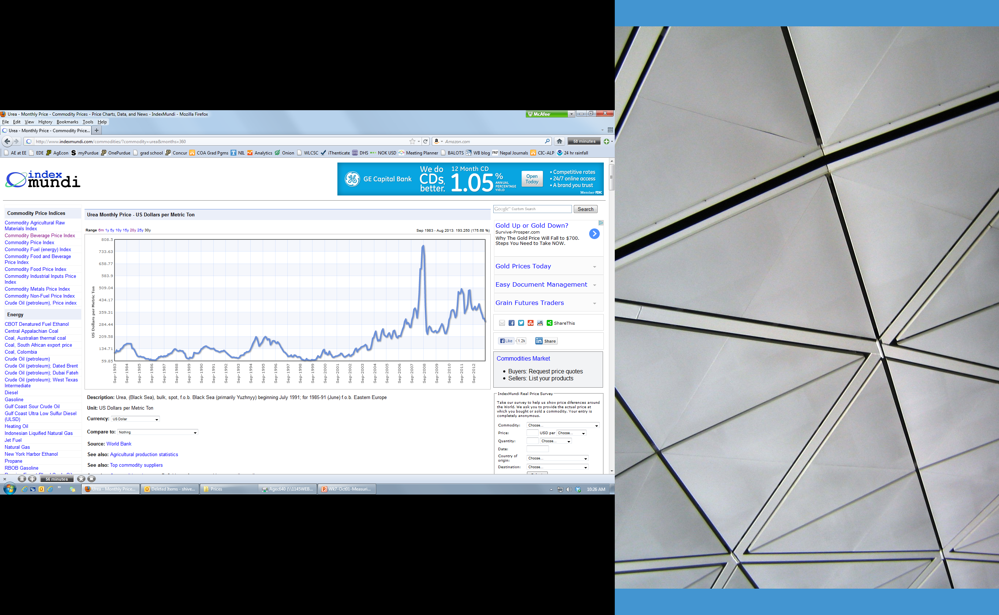 Urea - Monthly Price - Commodity Prices - Price Charts, Data, and News - IndexMundi - Mozilla Firefox
McAfee
File Edit View History Bookmarks Tools Help
Urea - Monthly Price - Commodity Price...
http://www.indexmundi.com/commodities/?commodity=urea&months=360
Amazon.com
58 minutes
AE at EE EDE AgEcon myPurdue OnePurdue grad school Concur COA Grad Pgms NIL Analytics Onion WLCSC iThenticate DHS NOK USD Meeting Planner BALOTS WB blog Nepal Journals CIC-ALP 24 hr rainfall
index
mundi
GE Capital Bank
We do
CDs,
better.
12 Month CD
1.05%
ANNUAL
PERCENTAGE
YIELD
Open
Today
• Competitive rates
• 24/7 online access
• A brand you trust
Member FDIC
Commodity Price Indices
Commodity Agricultural Raw
Materials Index
Commodity Beverage Price Index
Commodity Price Index
Commodity Fuel (energy) Index
Commodity Food and Beverage
Price Index
Commodity Food Price Index
Commodity Industrial Inputs Price
Index
Commodity Metals Price Index
Commodity Non-Fuel Price Index
Crude Oil (petroleum), Price index
Energy
CBOT Denatured Fuel Ethanol
Central Appalachian Coal
Coal, Australian thermal coal
Coal, South African export price
Coal, Colombia
Crude Oil (petroleum)
Crude Oil (petroleum); Dated Brent
Crude Oil (petroleum); Dubai Fateh
Crude Oil (petroleum); West Texas
Intermediate
Diesel
Gasoline
Gulf Coast Sour Crude Oil
Gulf Coast Ultra Low Sulfur Diesel
(ULSD)
Heating Oil
Indonesian Liquified Natural Gas
Jet Fuel
Natural Gas
New York Harbor Ethanol
Propane
RBOB Gasoline
Urea Monthly Price - US Dollars per Metric Ton
Range 6m 1y 5y 10y 15y 20y 25y 30y
Sep 1983 - Aug 2013: 193.250 (175.68 %)
US Dollars per Metric Ton
808.5
733.63
658.77
583.9
509.04
434.17
359.31
284.44
209.58
134.71
59.85
Sep-1983
Sep-1984
Sep-1985
Sep-1986
Sep-1987
Sep-1988
Sep-1989
Sep-1990
Sep-1991
Sep-1992
Sep-1993
Sep-1994
Sep-1995
Sep-1996
Sep-1997
Sep-1998
Sep-1999
Sep-2000
Sep-2001
Sep-2002
Sep-2003
Sep-2004
Sep-2005
Sep-2006
Sep-2007
Sep-2008
Sep-2009
Sep-2010
Sep-2011
Sep-2012
Description: Urea, (Black Sea), bulk, spot, f.o.b. Black Sea (primarily Yuzhnyy) beginning July 1991; for 1985-91 (June) f.o.b. Eastern Europe
Unit: US Dollars per Metric Ton
Currency: US Dollar
Compare to: Nothing
Source: World Bank
See also: Agricultural production statistics
See also: Top commodity suppliers
Google™ Custom Search
Search
Gold Up or Gold Down?
Survive-Prosper.com
Why The Gold Price Will Fall to $700.
Steps You Need to Take NOW.
Gold Prices Today
Easy Document Management
Grain Futures Traders
ShareThis
Like 1.2k
in Share
Commodities Market
• Buyers: Request price quotes
• Sellers: List your products
IndexMundi Real Price Survey
Take our survey to help us show price diferences around
the World. We ask you to provide the actual price at
which you bought or sold a commodity. Your entry is
completely anonymous.
Commodity: Choose...
Price: USD per Choose...
Quantity: Choose...
Date:
Country of
origin: Choose...
Destination: Choose...
56 minutes
Urea - Monthly Price...
Deleted Items - shive...
Prices
Agec640 (\\1145WEB...
Wk7-Oct01-Measuri...
10:26 AM